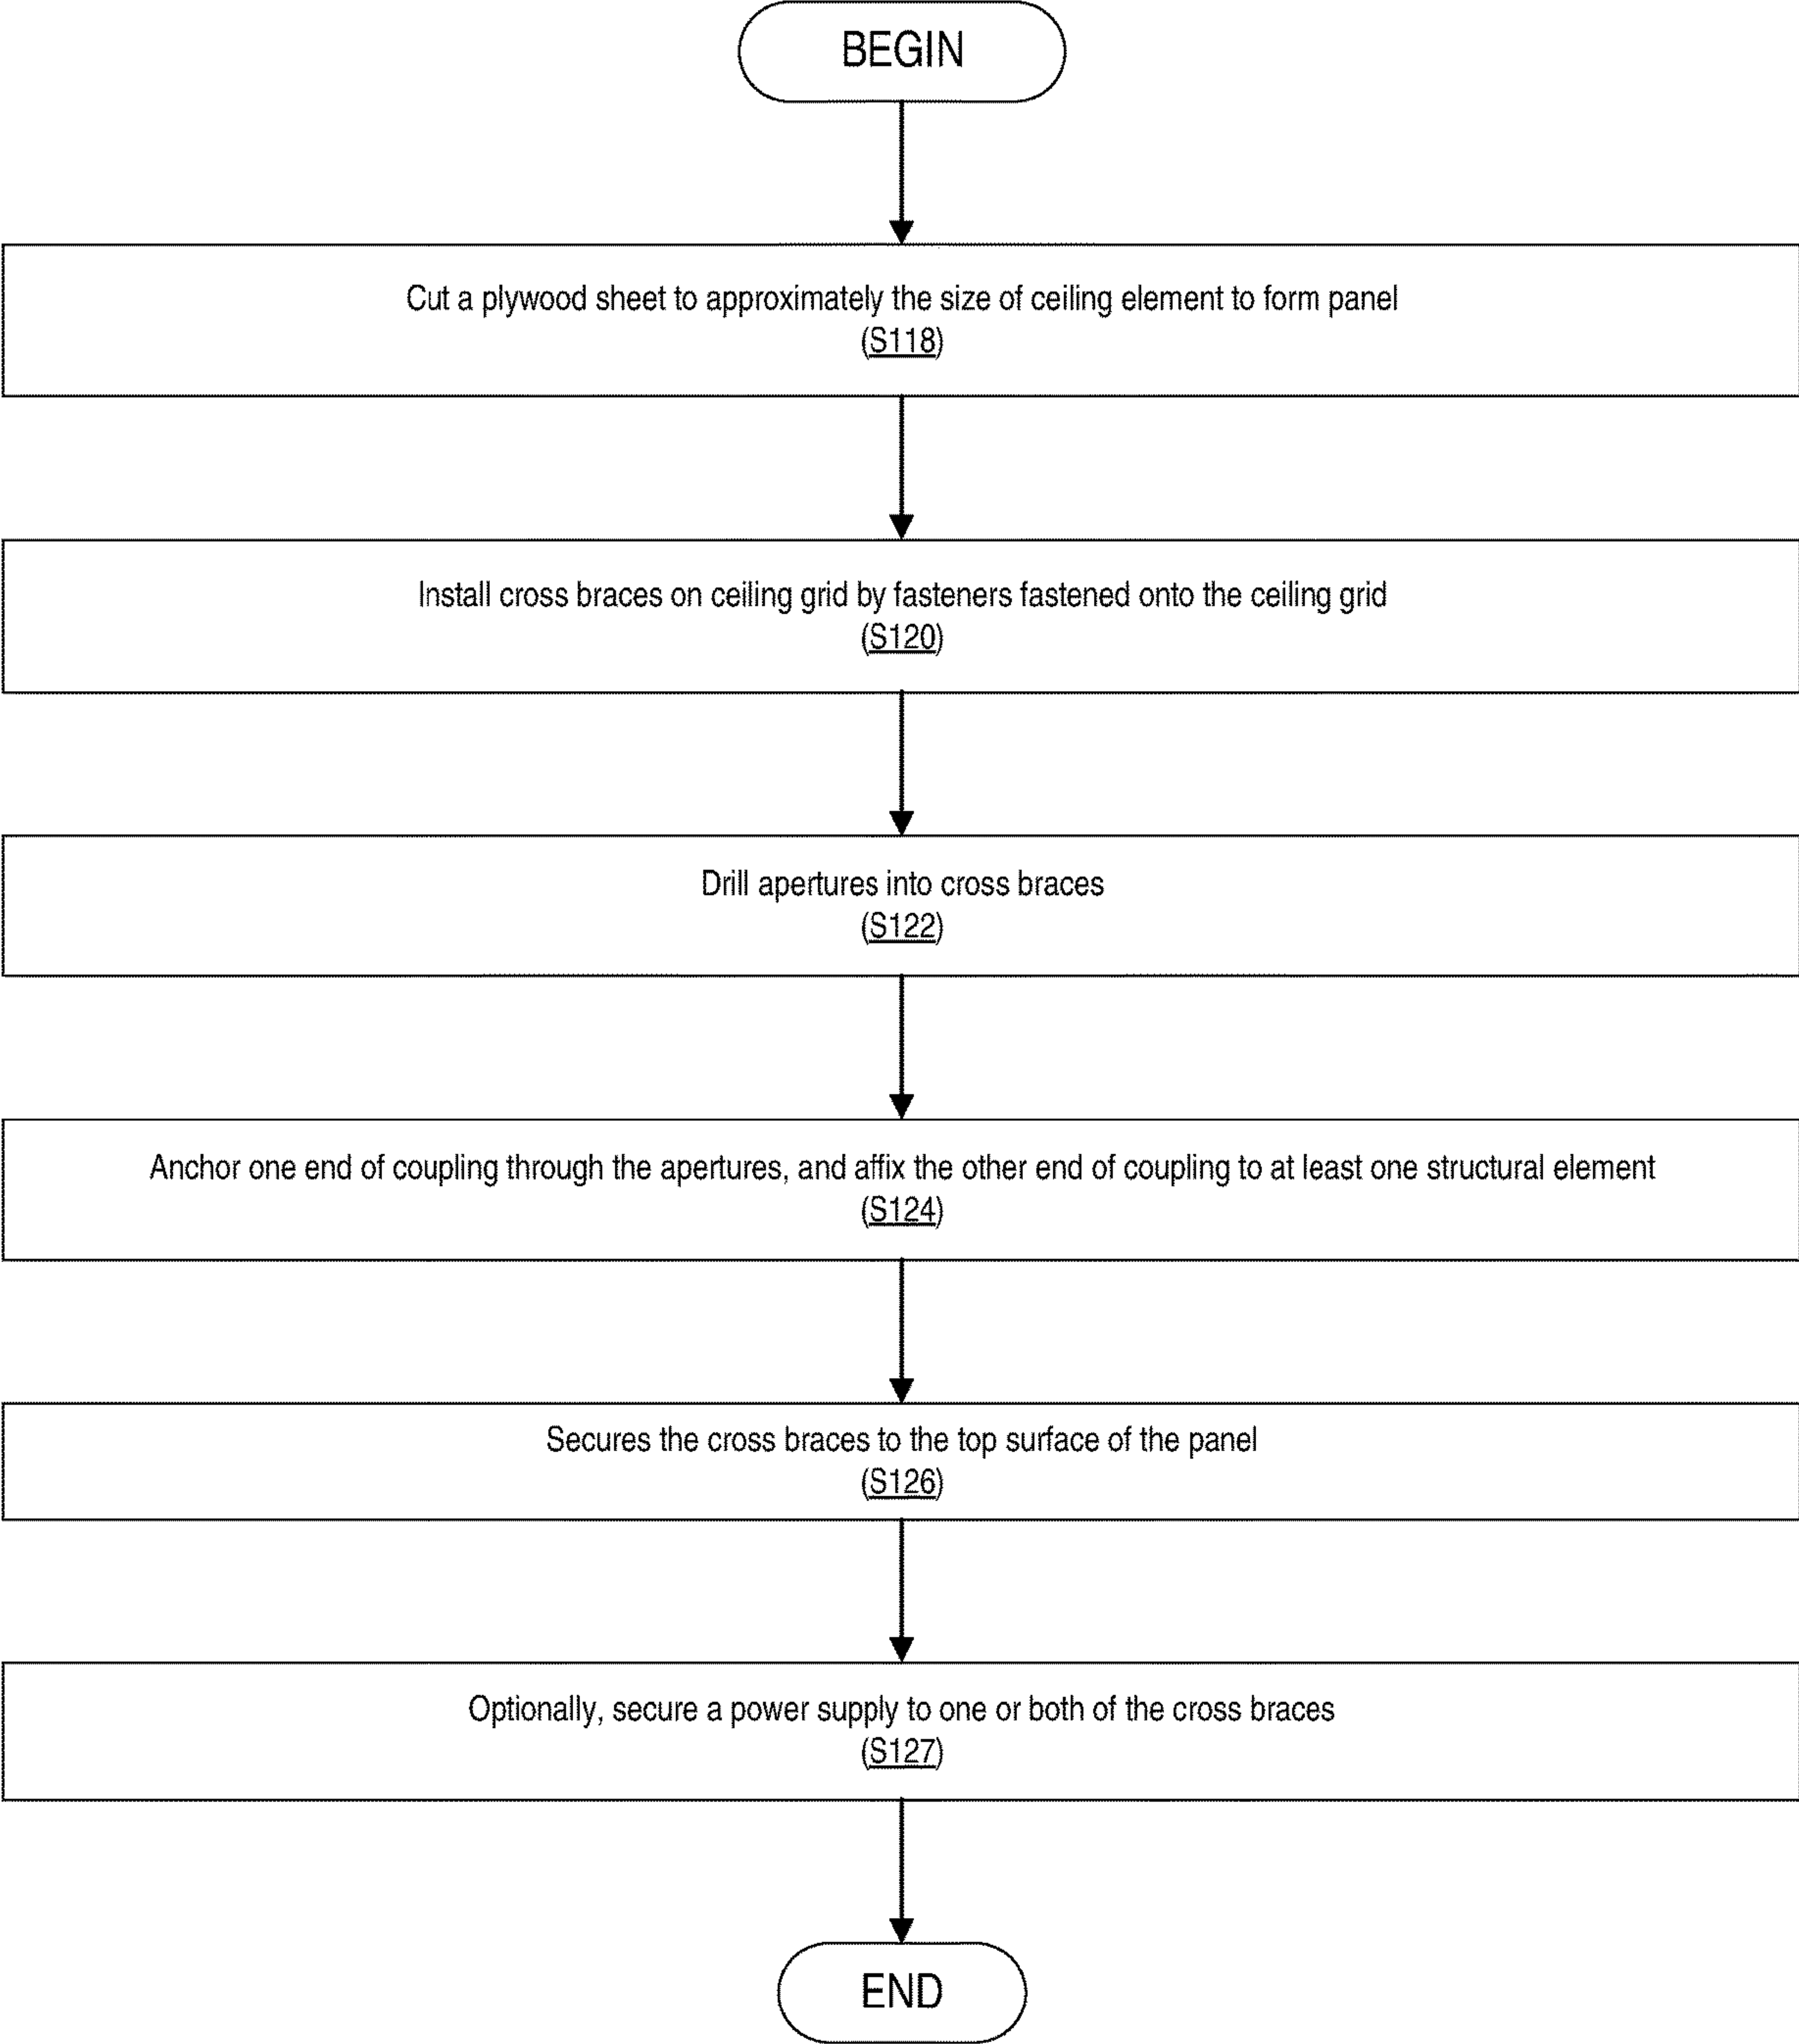 BEGIN
Cut a plywood sheet to approximately the size of ceiling element to form panel
(S118)
Install cross braces on ceiling grid by fasteners fastened onto the ceiling grid
(S120)
Drill apertures into cross braces
(S122)
Anchor one end of coupling through the apertures, and affix the other end of coupling to at least one structural element
(S124)
Secures the cross braces to the top surface of the panel
(S126)
Optionally, secure a power supply to one or both of the cross braces
(S127)
END